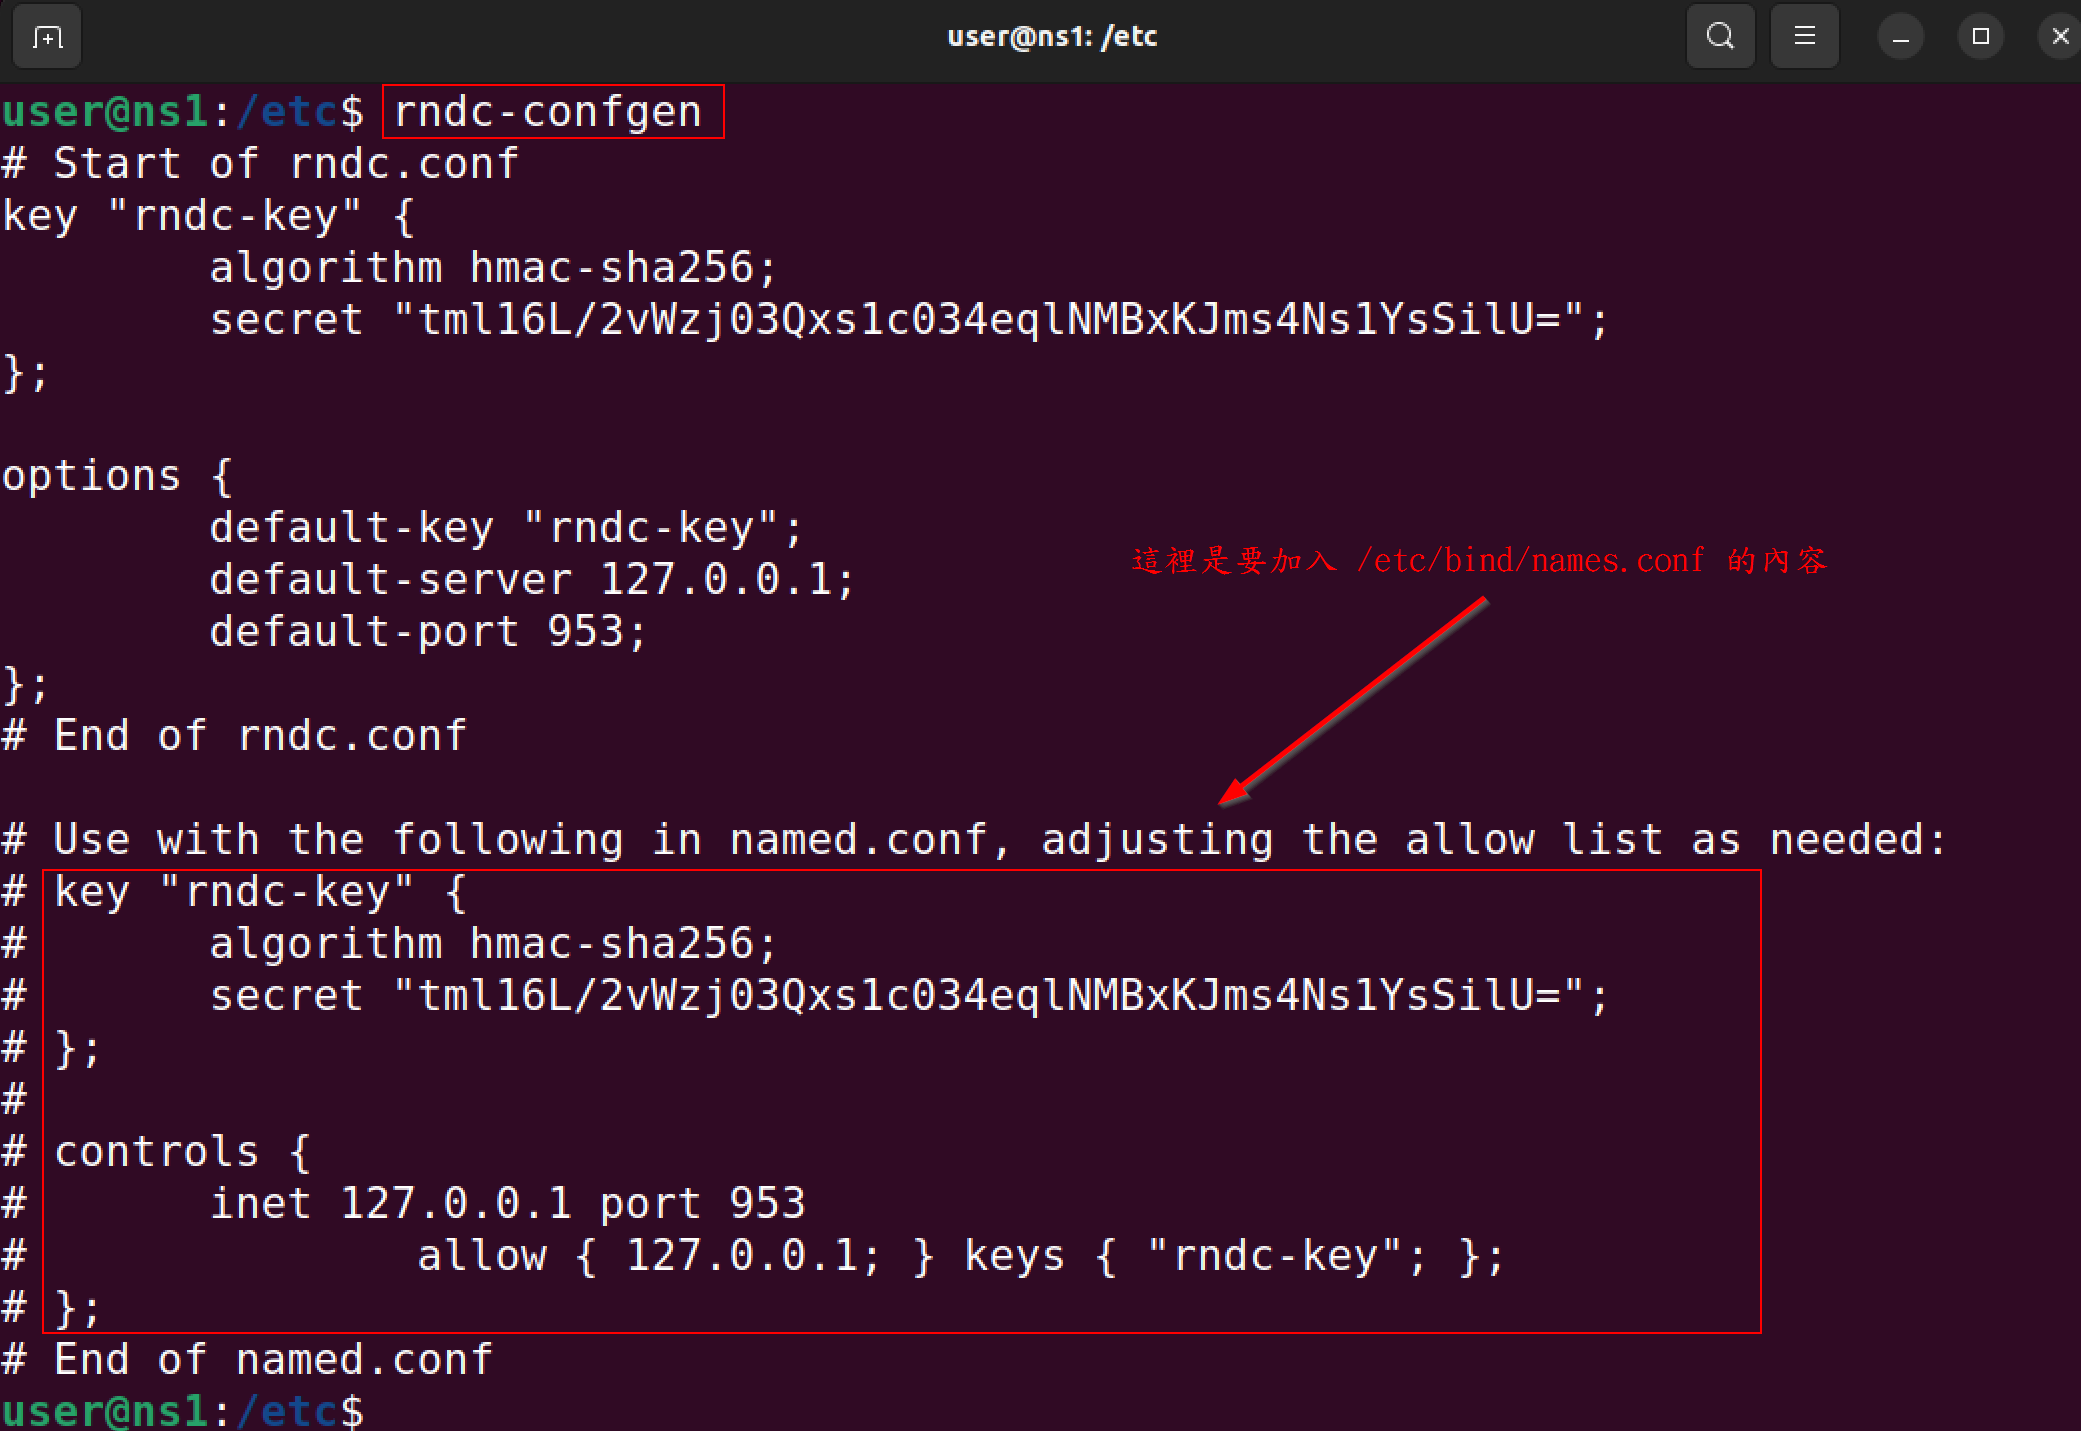 user@ns1: /etc
user@ns1:/etc$ rndc-confgen
# Start of rndc.conf
key "rndc-key" {
        algorithm hmac-sha256;
        secret "tml16L/2vWzj03Qxs1c034eqlNMBxKJms4Ns1YsSilU=";
};
options {
        default-key "rndc-key";
        default-server 127.0.0.1;
        default-port 953;
};
# End of rndc.conf
這裡是要加入 /etc/bind/names.conf 的內容
# Use with the following in named.conf, adjusting the allow list as needed:
# key "rndc-key" {
#       algorithm hmac-sha256;
#       secret "tml16L/2vWzj03Qxs1c034eqlNMBxKJms4Ns1YsSilU=";
# };
#
# controls {
#       inet 127.0.0.1 port 953
#               allow { 127.0.0.1; } keys { "rndc-key"; };
# };
# End of named.conf
user@ns1:/etc$